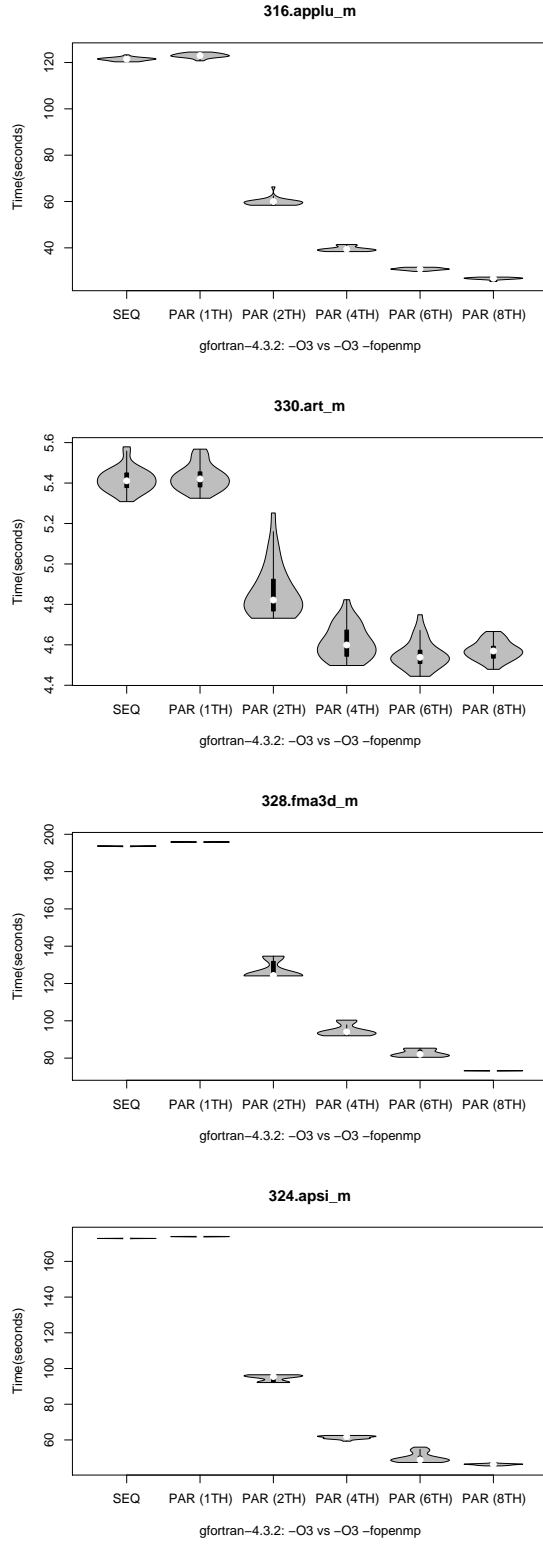 316.applu_m
Time(seconds)
120
100
80
60
40
SEQ PAR (1TH) PAR (2TH) PAR (4TH) PAR (6TH) PAR (8TH)
gfortran−4.3.2: −O3 vs −O3 −fopenmp
330.art_m
Time(seconds)
5.6
5.4
5.2
5.0
4.8
4.6
4.4
SEQ PAR (1TH) PAR (2TH) PAR (4TH) PAR (6TH) PAR (8TH)
gfortran−4.3.2: −O3 vs −O3 −fopenmp
328.fma3d_m
Time(seconds)
200
180
160
140
120
100
80
SEQ PAR (1TH) PAR (2TH) PAR (4TH) PAR (6TH) PAR (8TH)
gfortran−4.3.2: −O3 vs −O3 −fopenmp
324.apsi_m
Time(seconds)
160
140
120
100
80
60
SEQ PAR (1TH) PAR (2TH) PAR (4TH) PAR (6TH) PAR (8TH)
gfortran−4.3.2: −O3 vs −O3 −fopenmp